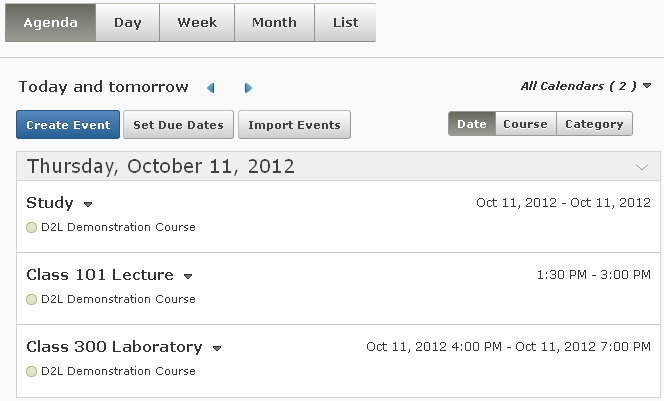 Agenda Day Week Month List
Today and tomorrow All Calendars ( 2 )
Create Event Set Due Dates Import Events Date Course Category
Thursday, October 11, 2012
Study Oct 11, 2012 - Oct 11, 2012
D2L Demonstration Course
Class 101 Lecture 1:30 PM - 3:00 PM
D2L Demonstration Course
Class 300 Laboratory Oct 11, 2012 4:00 PM - Oct 11, 2012 7:00 PM
D2L Demonstration Course